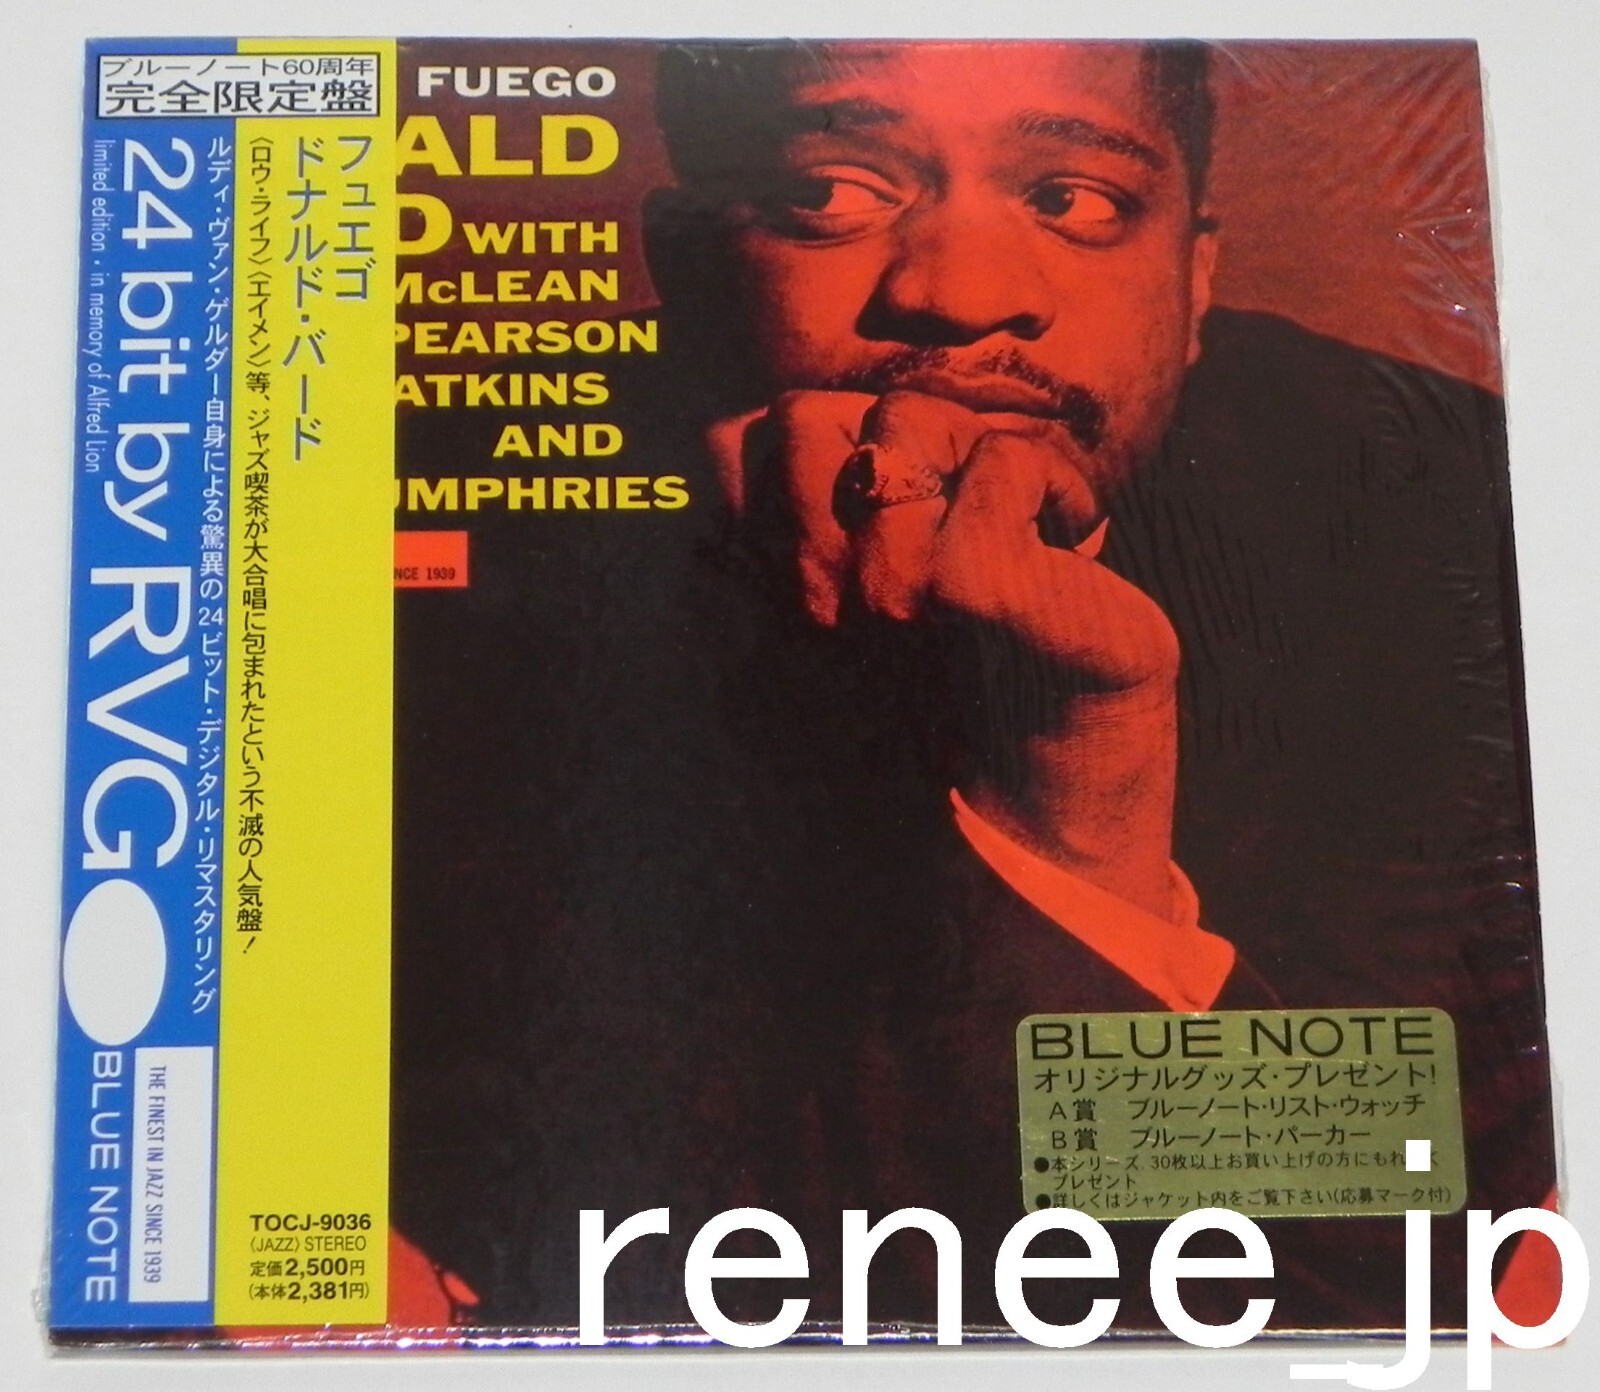 ブルーノート60周年
完全限定盤
フュエゴ
ドナルド・バード
〈ロウ・ライフ〉〈エイメン〉等、ジャズ喫茶が大合唱に包まれたという不滅の人気盤!
ルディ・ヴァン・ゲルダー自身による驚異の24ビット・デジタル・リマスタリング
24 bit by RVG
limited edition・in memory of Alfred Lion
BLUE NOTE
THE FINEST IN JAZZ SINCE 1939
TOCJ-9036
〈JAZZ〉 STEREO
定価2,500円
(本体2,381円)
FUEGO
ALD
D WITH
McLEAN
PEARSON
ATKINS
AND
UMPHRIES
NCE 1939
BLUE NOTE
オリジナルグッズ・プレゼント!
A賞 ブルーノート・リスト・ウォッチ
B賞 ブルーノート・パーカー
●本シリーズ、30枚以上お買い上げの方にもれ く
プレゼント
●詳しくはジャケット内をご覧下さい(応募マーク付)
renee_jp